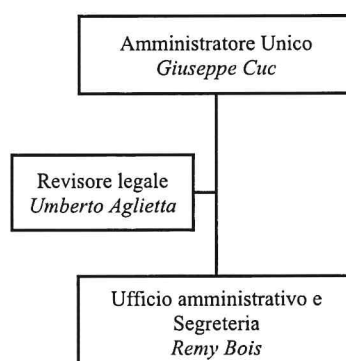 Amministratore Unico
Giuseppe Cuc
Revisore legale
Umberto Aglietta
Ufficio amministrativo e
Segreteria
Remy Bois